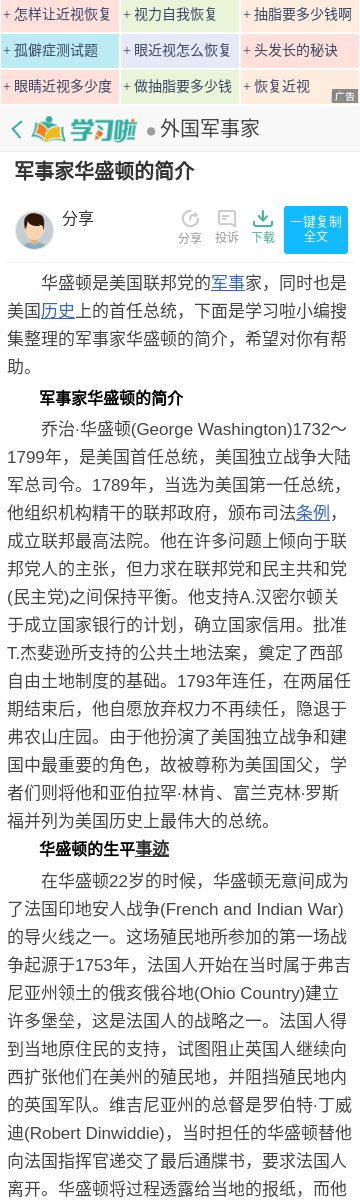 + 怎样让近视恢复
+ 视力自我恢复
+ 抽脂要多少钱啊
+ 孤僻症测试题
+ 眼近视怎么恢复
+ 头发长的秘诀
+ 眼睛近视多少度
+ 做抽脂要多少钱
+ 恢复近视
广告
学习啦
外国军事家
军事家华盛顿的简介
分享
分享
投诉
下载
一键复制
全文
华盛顿是美国联邦党的军事家，同时也是
美国历史上的首任总统，下面是学习啦小编搜
集整理的军事家华盛顿的简介，希望对你有帮
助。
军事家华盛顿的简介
乔治·华盛顿(George Washington)1732～
1799年，是美国首任总统，美国独立战争大陆
军总司令。1789年，当选为美国第一任总统，
他组织机构精干的联邦政府，颁布司法条例，
成立联邦最高法院。他在许多问题上倾向于联
邦党人的主张，但力求在联邦党和民主共和党
(民主党)之间保持平衡。他支持A.汉密尔顿关
于成立国家银行的计划，确立国家信用。批准
T.杰斐逊所支持的公共土地法案，奠定了西部
自由土地制度的基础。1793年连任，在两届任
期结束后，他自愿放弃权力不再续任，隐退于
弗农山庄园。由于他扮演了美国独立战争和建
国中最重要的角色，故被尊称为美国国父，学
者们则将他和亚伯拉罕·林肯、富兰克林·罗斯
福并列为美国历史上最伟大的总统。
华盛顿的生平事迹
在华盛顿22岁的时候，华盛顿无意间成为
了法国印地安人战争(French and Indian War)
的导火线之一。这场殖民地所参加的第一场战
争起源于1753年，法国人开始在当时属于弗吉
尼亚州领土的俄亥俄谷地(Ohio Country)建立
许多堡垒，这是法国人的战略之一。法国人得
到当地原住民的支持，试图阻止英国人继续向
西扩张他们在美州的殖民地，并阻挡殖民地内
的英国军队。维吉尼亚州的总督是罗伯特·丁威
迪(Robert Dinwiddie)，当时担任的华盛顿替他
向法国指挥官递交了最后通牒书，要求法国人
离开。华盛顿将过程透露给当地的报纸，而他